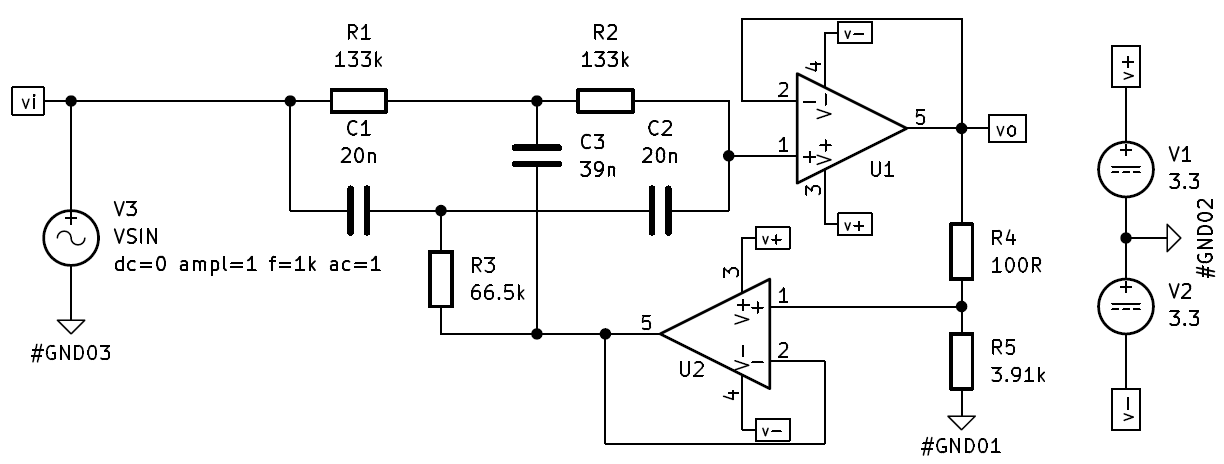 R1
133k
R2
133k
vi
C1
20n
C3
39n
C2
20n
V3
VSIN
dc=0 ampl=1 f=1k ac=1
#GND03
R3
66.5k
v-
4
2
-
V-
1
+
V+
3
5
U1
vo
v+
v+
3
1
+
V+
5
U2
V-
-
2
4
v-
R4
100R
R5
3.91k
#GND01
v+
+
V1
3.3
#GND02
+
V2
3.3
v-
+